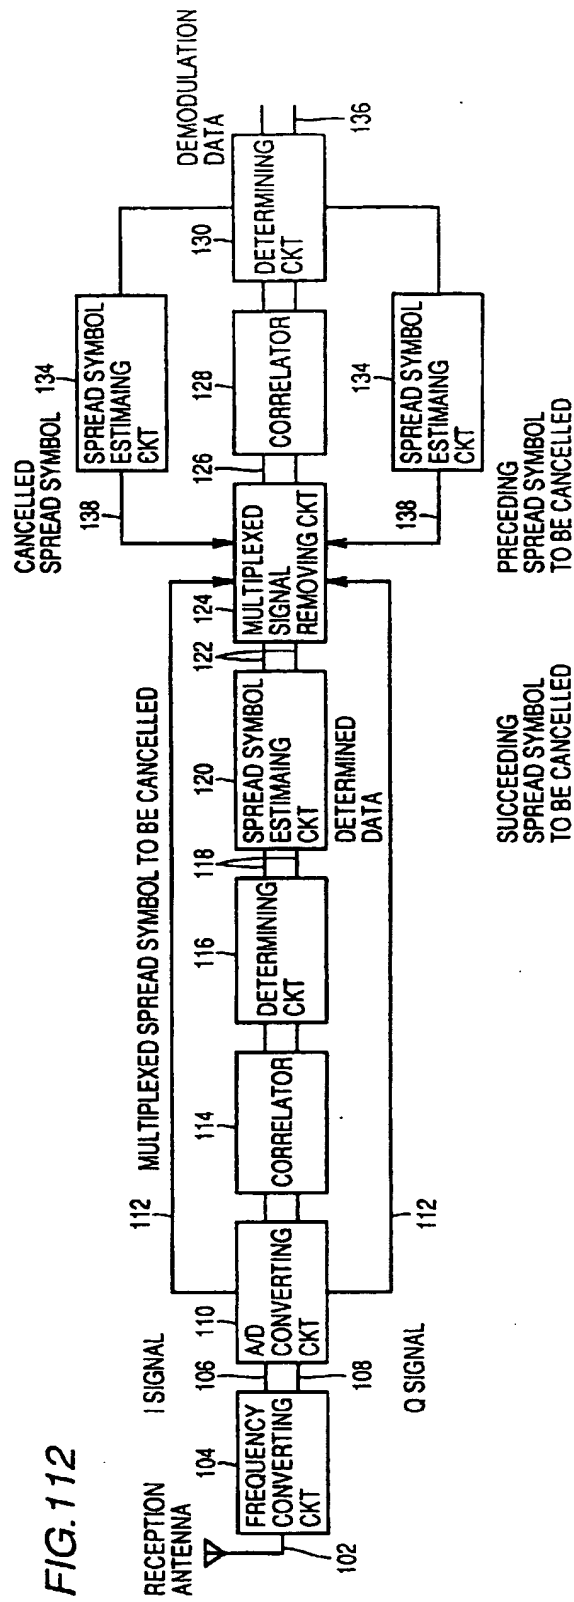 FIG.112
RECEPTION
ANTENNA
102
104
FREQUENCY
CONVERTING
CKT
I SIGNAL
106
108
Q SIGNAL
110
A/D
CONVERTING
CKT
112
112
MULTIPLEXED SPREAD SYMBOL TO BE CANCELLED
114
CORRELATOR
116
DETERMINING
CKT
118
120
SPREAD SYMBOL
ESTIMAING
CKT
DETERMINED
DATA
122
124
MULTIPLEXED
SIGNAL
REMOVING CKT
SUCCEEDING
SPREAD SYMBOL
TO BE CANCELLED
CANCELLED
SPREAD SYMBOL
138
134
SPREAD SYMBOL
ESTIMAING
CKT
126
128
CORRELATOR
138
134
SPREAD SYMBOL
ESTIMAING
CKT
PRECEDING
SPREAD SYMBOL
TO BE CANCELLED
130
DETERMINING
CKT
DEMODULATION
DATA
136